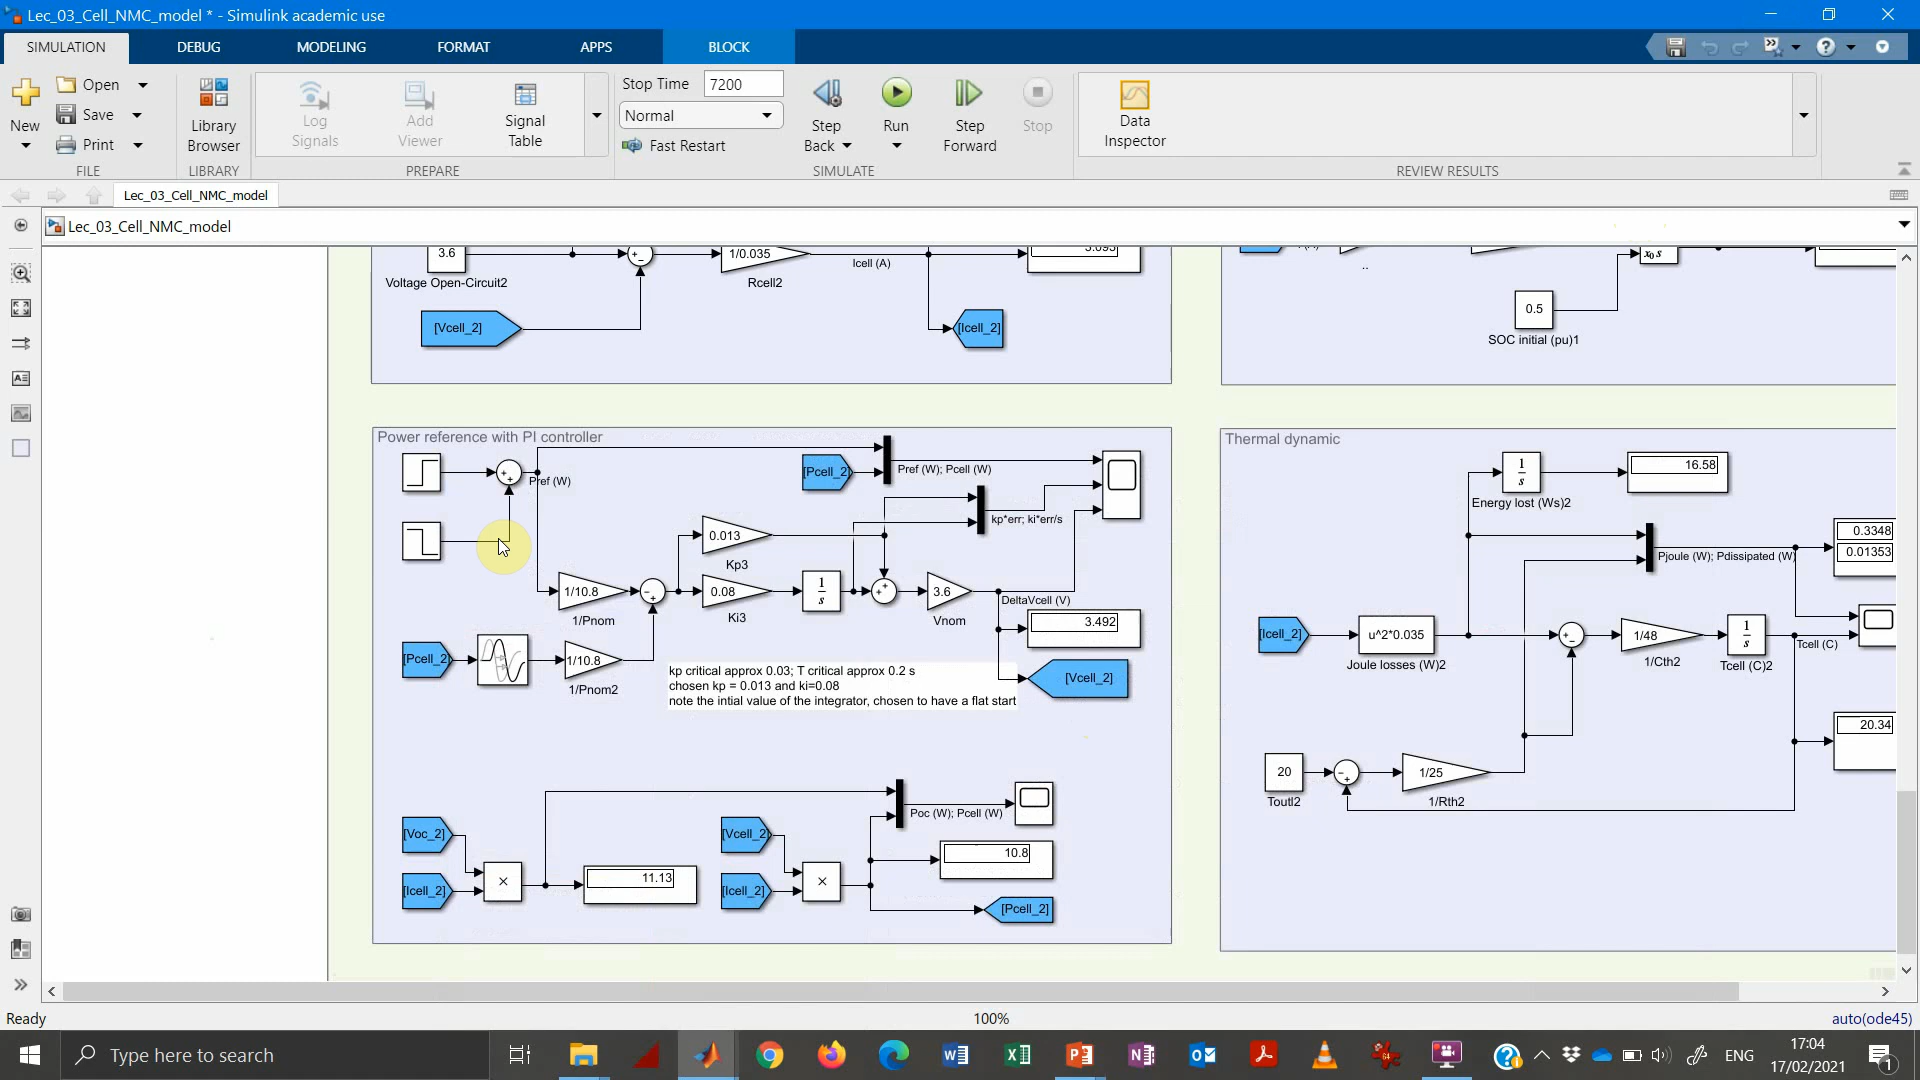 Lec_03_Cell_NMC_model * - Simulink academic use
SIMULATION
DEBUG
MODELING
FORMAT
APPS
BLOCK
New
Open
Save
Print
FILE
Library
Browser
LIBRARY
Log
Signals
Add
Viewer
Signal
Table
PREPARE
Stop Time
7200
Normal
Fast Restart
Step
Back
Run
Step
Forward
Stop
SIMULATE
Data
Inspector
REVIEW RESULTS
Lec_03_Cell_NMC_model
Lec_03_Cell_NMC_model
3.6
Voltage Open-Circuit2
1/0.035
Rcell2
Icell (A)
[Vcell_2]
[Icell_2]
0.5
SOC initial (pu)1
Power reference with PI controller
Pref (W)
[Pcell_2]
Pref (W); Pcell (W)
kp*err; ki*err/s
0.013
Kp3
1/10.8
1/Pnom
0.08
Ki3
1
s
3.6
Vnom
DeltaVcell (V)
3.492
[Pcell_2]
1/10.8
1/Pnom2
[Vcell_2]
kp critical approx 0.03; T critical approx 0.2 s
chosen kp = 0.013 and ki=0.08
note the intial value of the integrator, chosen to have a flat start
[Voc_2]
[Icell_2]
×
11.13
[Vcell_2]
[Icell_2]
×
Poc (W); Pcell (W)
10.8
[Pcell_2]
Thermal dynamic
1
s
Energy lost (Ws)2
16.58
Pjoule (W); Pdissipated (W)
0.3348
0.01353
[Icell_2]
u^2*0.035
Joule losses (W)2
1/48
1/Cth2
1
s
Tcell (C)2
Tcell (C)
20.34
20
Toutl2
1/25
1/Rth2
Ready
100%
auto(ode45)
Type here to search
ENG
17:04
17/02/2021
1